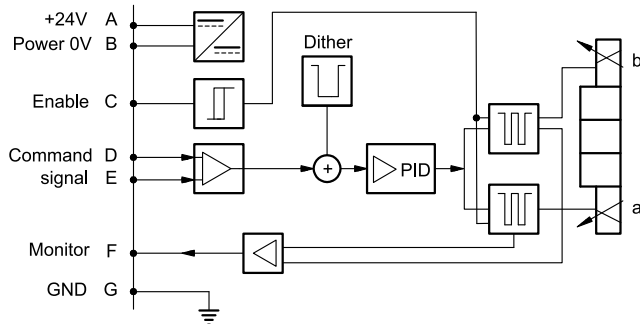 +24V A
Power 0V B
Dither
b
Enable C
Command D
signal E
+
PID
a
Monitor F
GND G